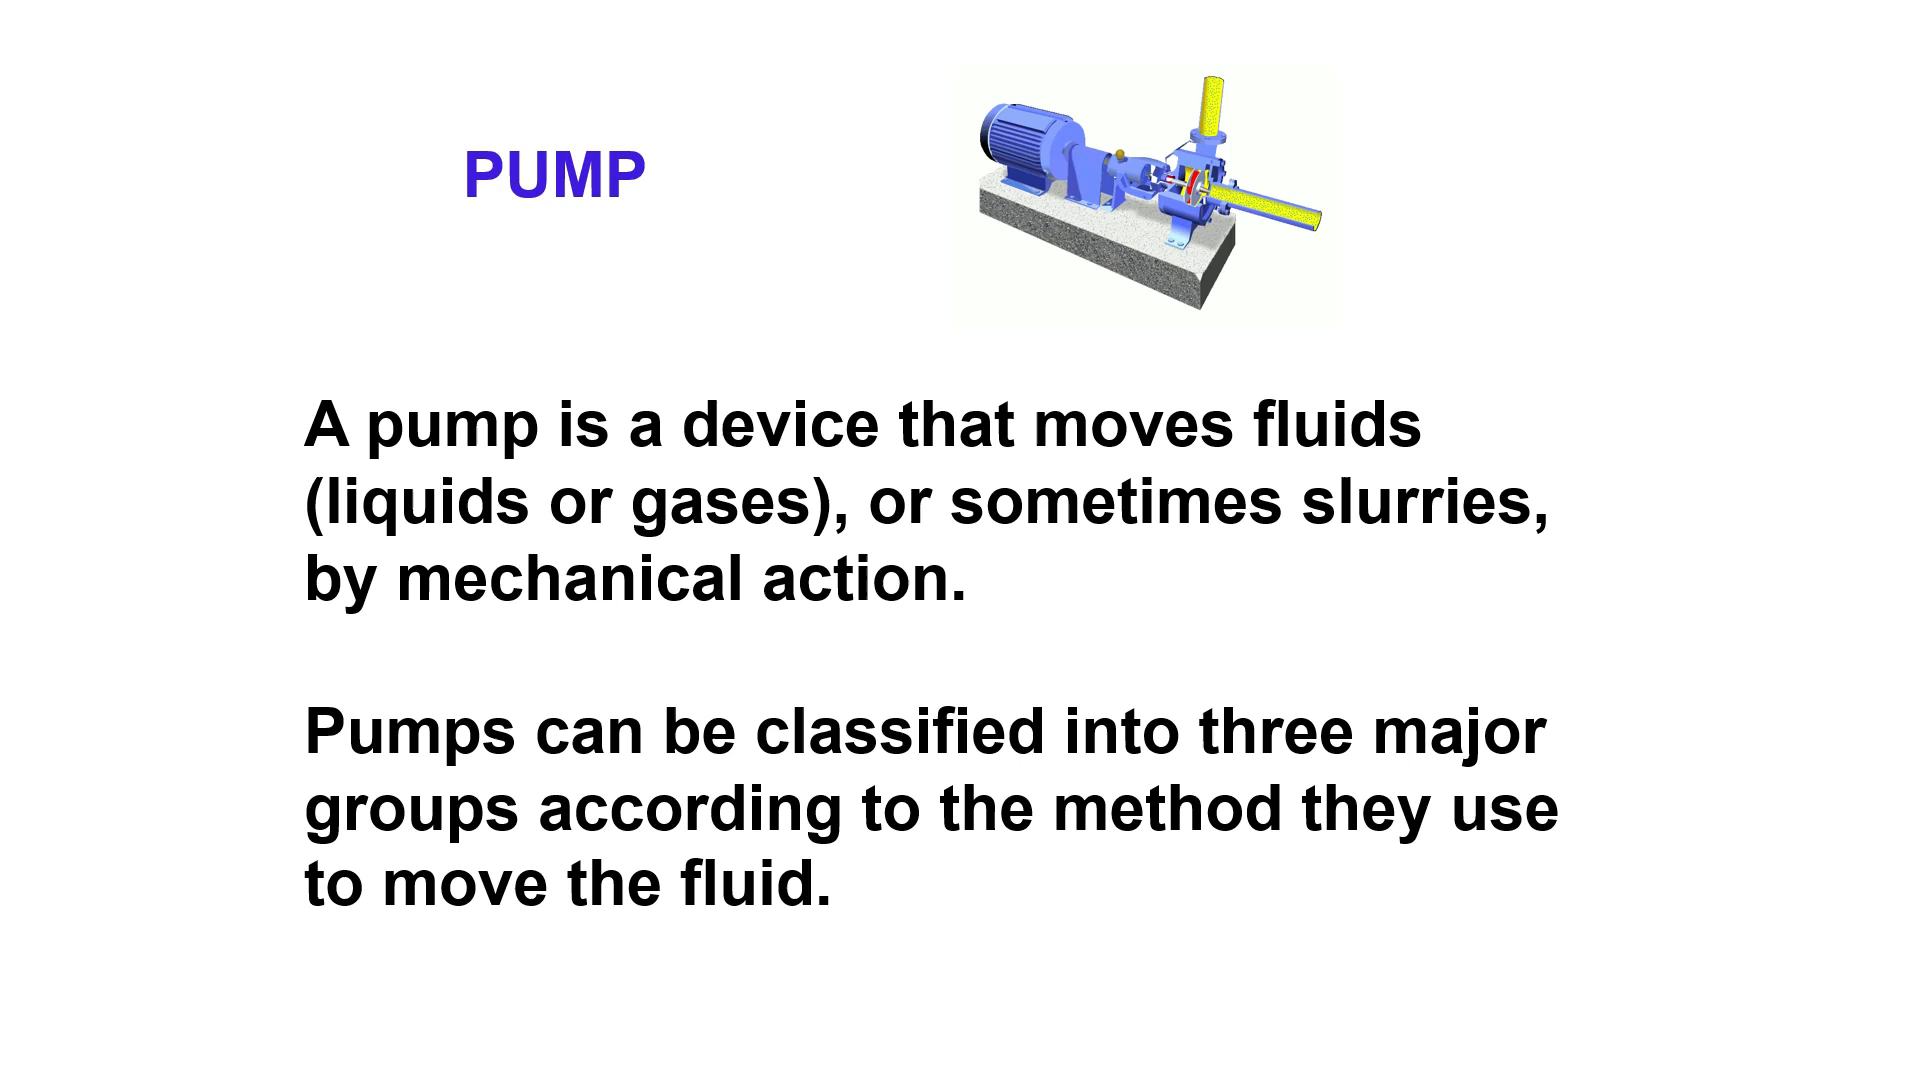 PUMP
A pump is a device that moves fluids
(liquids or gases), or sometimes slurries,
by mechanical action.
Pumps can be classified into three major
groups according to the method they use
to move the fluid.